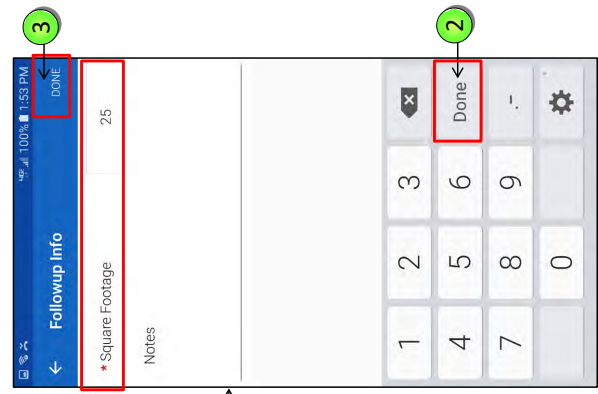 3
2
4GE 100% 1:53 PM
← Followup Info DONE
* Square Footage 25
Notes
1 2 3
4 5 6 Done
7 8 9 .-
0